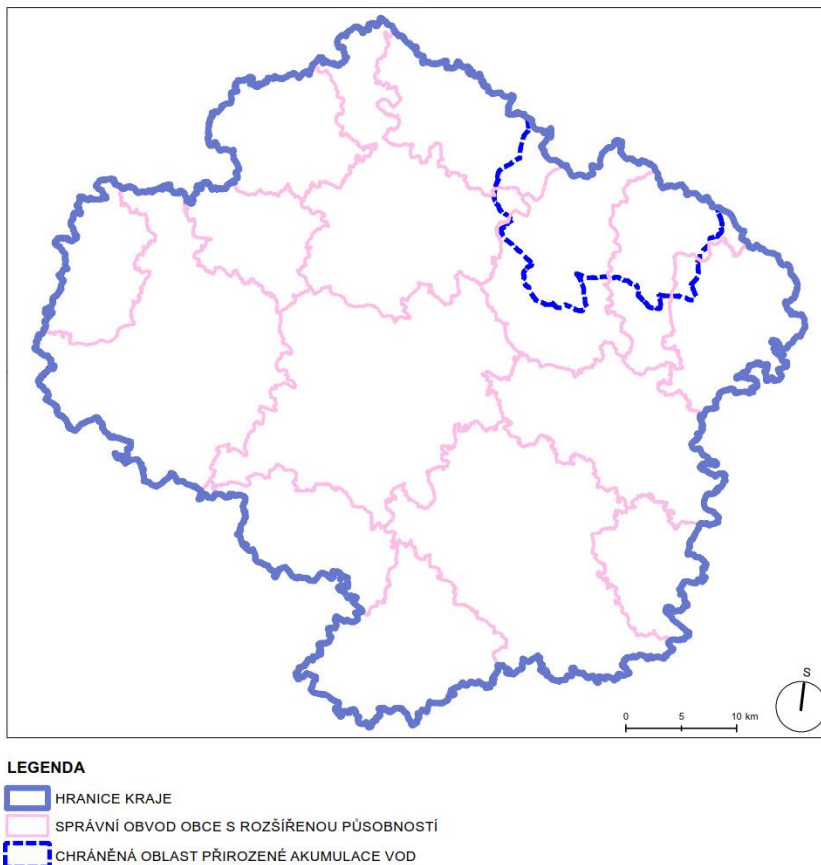 S
0 5 10 km
LEGENDA
HRANICE KRAJE
SPRÁVNÍ OBVOD OBCE S ROZŠÍŘENOU PŮSOBNOSTÍ
CHRÁNĚNÁ OBLAST PŘIROZENÉ AKUMULACE VOD